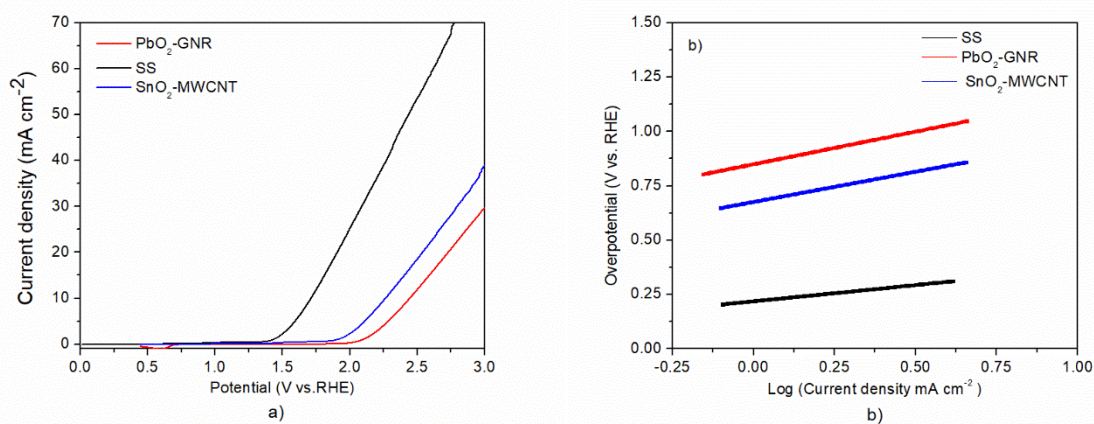 70
60
50
40
30
20
10
0
Current density (mA cm-2)
PbO2-GNR
SS
SnO2-MWCNT
0.0 0.5 1.0 1.5 2.0 2.5 3.0
Potential (V vs.RHE)
a)
1.50
1.25
1.00
0.75
0.50
0.25
0.00
Overpotential (V vs. RHE)
b)
SS
PbO2-GNR
SnO2-MWCNT
-0.25 0.00 0.25 0.50 0.75 1.00
Log (Current density mA cm-2)
b)